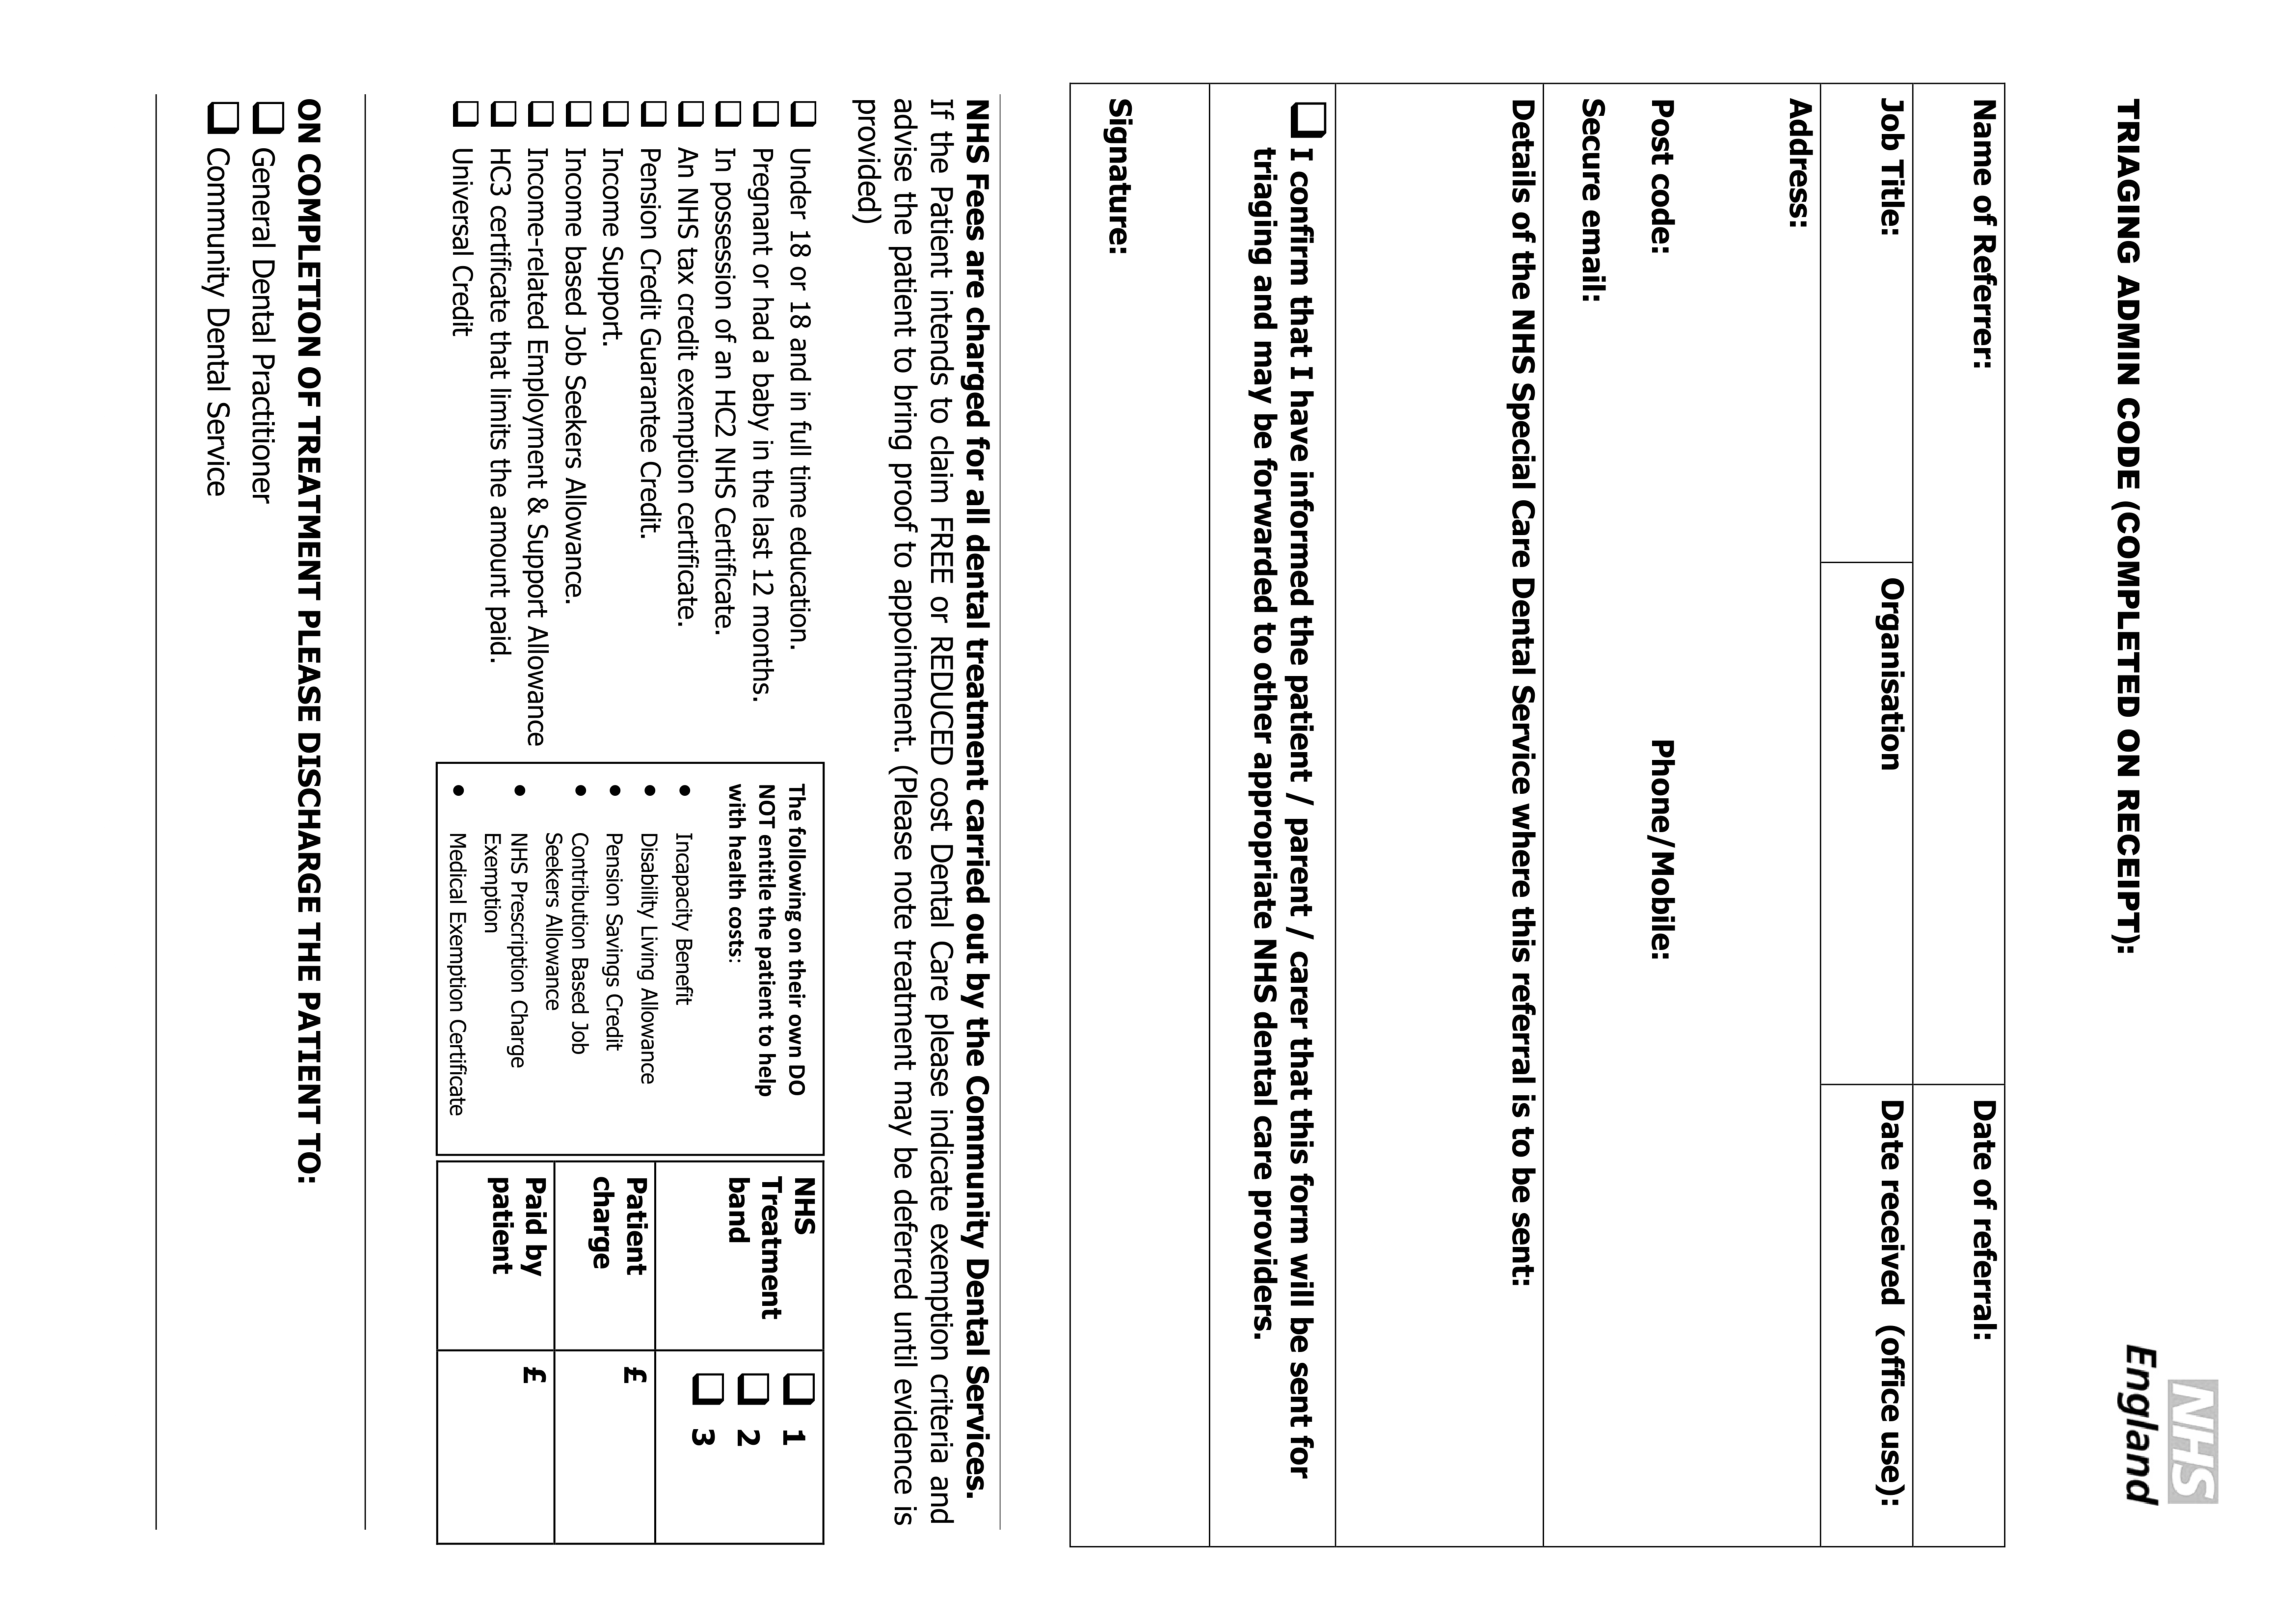 NHS
England
TRIAGING ADMIN CODE (COMPLETED ON RECEIPT):
Name of Referrer:
Date of referral:
Job Title:
Organisation
Date received (office use):
Address:
Post code:
Phone/Mobile:
Secure email:
Details of the NHS Special Care Dental Service where this referral is to be sent:
❑ I confirm that I have informed the patient / parent / carer that this form will be sent for
triaging and may be forwarded to other appropriate NHS dental care providers.
Signature:
NHS Fees are charged for all dental treatment carried out by the Community Dental Services.
If the Patient intends to claim FREE or REDUCED cost Dental Care please indicate exemption criteria and
advise the patient to bring proof to appointment. (Please note treatment may be deferred until evidence is
provided)
❑ Under 18 or 18 and in full time education.
❑ Pregnant or had a baby in the last 12 months.
❑ In possession of an HC2 NHS Certificate.
❑ An NHS tax credit exemption certificate.
❑ Pension Credit Guarantee Credit.
❑ Income Support.
❑ Income based Job Seekers Allowance.
❑ Income-related Employment & Support Allowance
❑ HC3 certificate that limits the amount paid.
❑ Universal Credit
The following on their own DO
NOT entitle the patient to help
with health costs:
• Incapacity Benefit
• Disability Living Allowance
• Pension Savings Credit
• Contribution Based Job
Seekers Allowance
• NHS Prescription Charge
Exemption
• Medical Exemption Certificate
NHS
Treatment
band
❑ 1
❑ 2
❑ 3
Patient
charge
£
Paid by
patient
£
ON COMPLETION OF TREATMENT PLEASE DISCHARGE THE PATIENT TO:
❑ General Dental Practitioner
❑ Community Dental Service